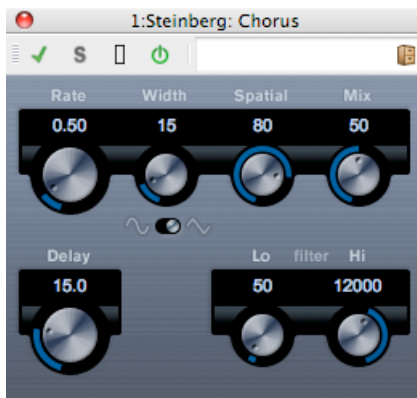 1:Steinberg: Chorus
S
Rate Width Spatial Mix
0.50 15 80 50
Delay Lo filter Hi
15.0 50 12000